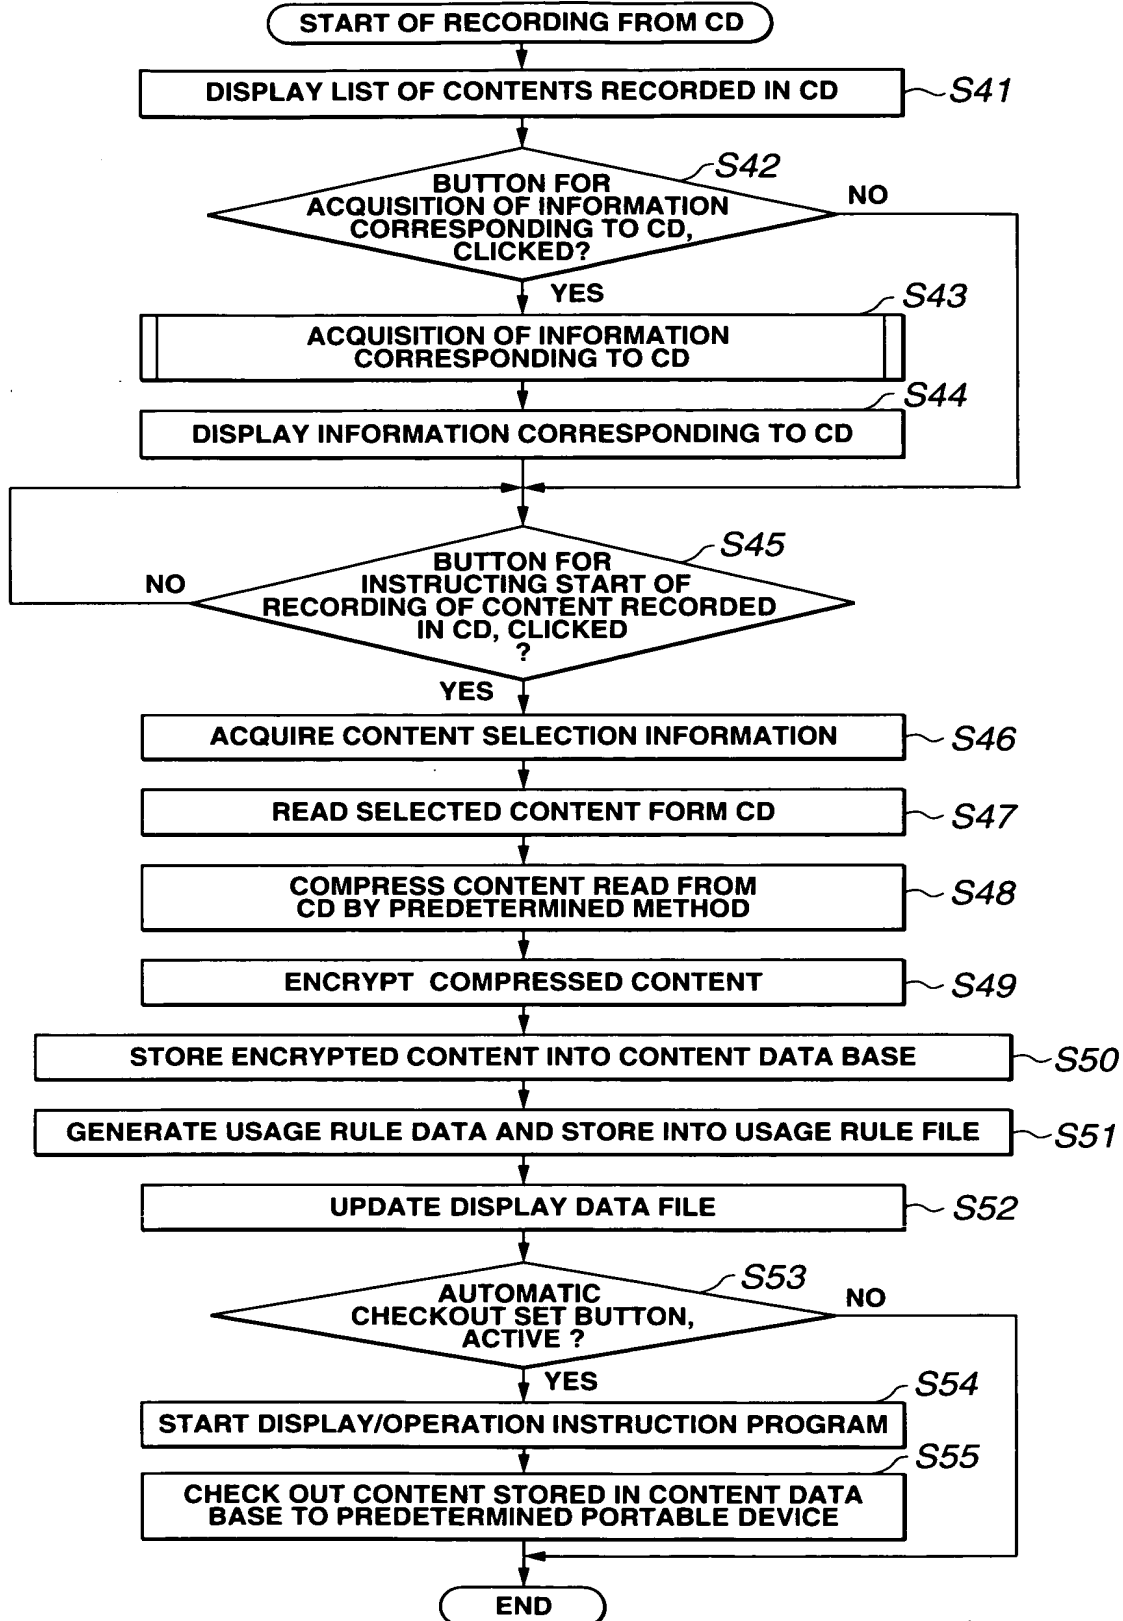 START OF RECORDING FROM CD
DISPLAY LIST OF CONTENTS RECORDED IN CD
S41
S42
BUTTON FOR
ACQUISITION OF INFORMATION
CORRESPONDING TO CD,
CLICKED?
NO
YES
S43
ACQUISITION OF INFORMATION
CORRESPONDING TO CD
S44
DISPLAY INFORMATION CORRESPONDING TO CD
S45
BUTTON FOR
INSTRUCTING START OF
RECORDING OF CONTENT RECORDED
IN CD, CLICKED
?
NO
YES
ACQUIRE CONTENT SELECTION INFORMATION
S46
READ SELECTED CONTENT FORM CD
S47
COMPRESS CONTENT READ FROM
CD BY PREDETERMINED METHOD
S48
ENCRYPT COMPRESSED CONTENT
S49
STORE ENCRYPTED CONTENT INTO CONTENT DATA BASE
S50
GENERATE USAGE RULE DATA AND STORE INTO USAGE RULE FILE
S51
UPDATE DISPLAY DATA FILE
S52
S53
AUTOMATIC
CHECKOUT SET BUTTON,
ACTIVE ?
NO
YES
S54
START DISPLAY/OPERATION INSTRUCTION PROGRAM
S55
CHECK OUT CONTENT STORED IN CONTENT DATA
BASE TO PREDETERMINED PORTABLE DEVICE
END